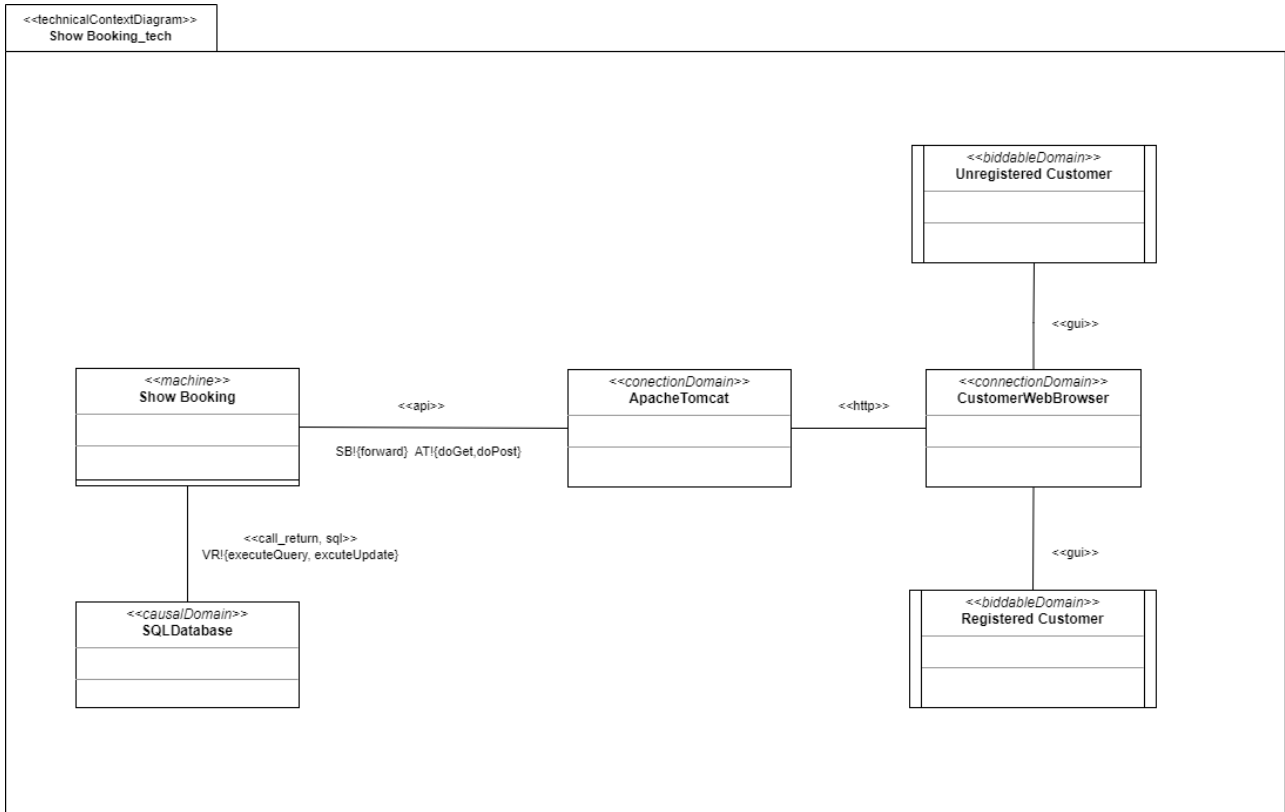 <<technicalContextDiagram>>
Show Booking_tech
<<biddableDomain>>
Unregistered Customer
<<gui>>
<<machine>>
Show Booking
<<api>>
SB!{forward}  AT!{doGet,doPost}
<<conectionDomain>>
ApacheTomcat
<<http>>
<<connectionDomain>>
CustomerWebBrowser
<<call_return, sql>>
VR!{executeQuery, excuteUpdate}
<<gui>>
<<causalDomain>>
SQLDatabase
<<biddableDomain>>
Registered Customer